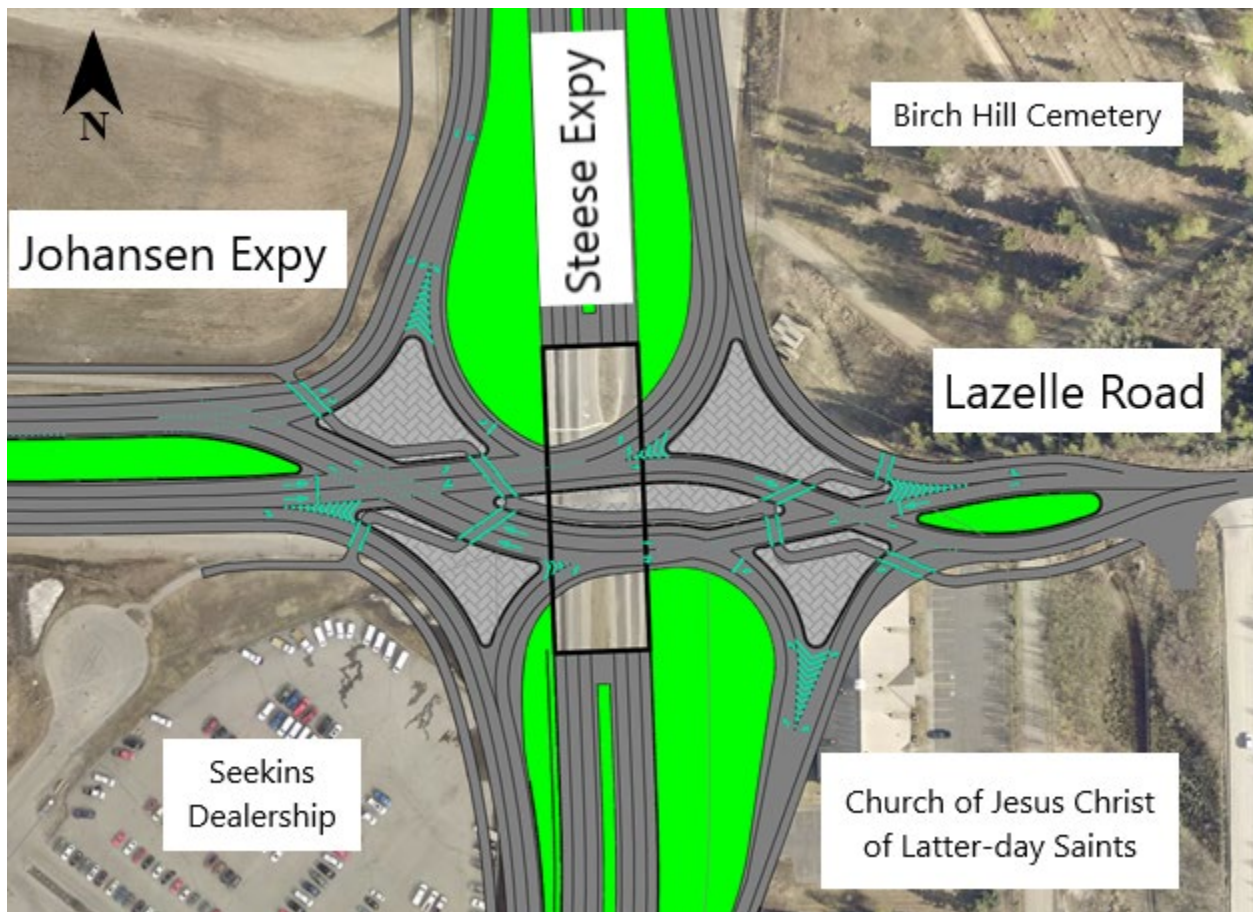 N
Steese Expy
Birch Hill Cemetery
Johansen Expy
Lazelle Road
Seekins
Dealership
Church of Jesus Christ
of Latter-day Saints